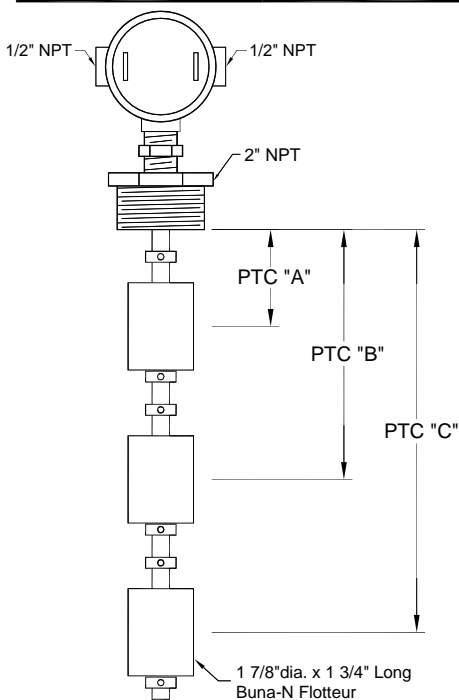 1/2" NPT
1/2" NPT
2" NPT
PTC "A"
PTC "B"
PTC "C"
1 7/8"dia. x 1 3/4" Long
Buna-N Flotteur